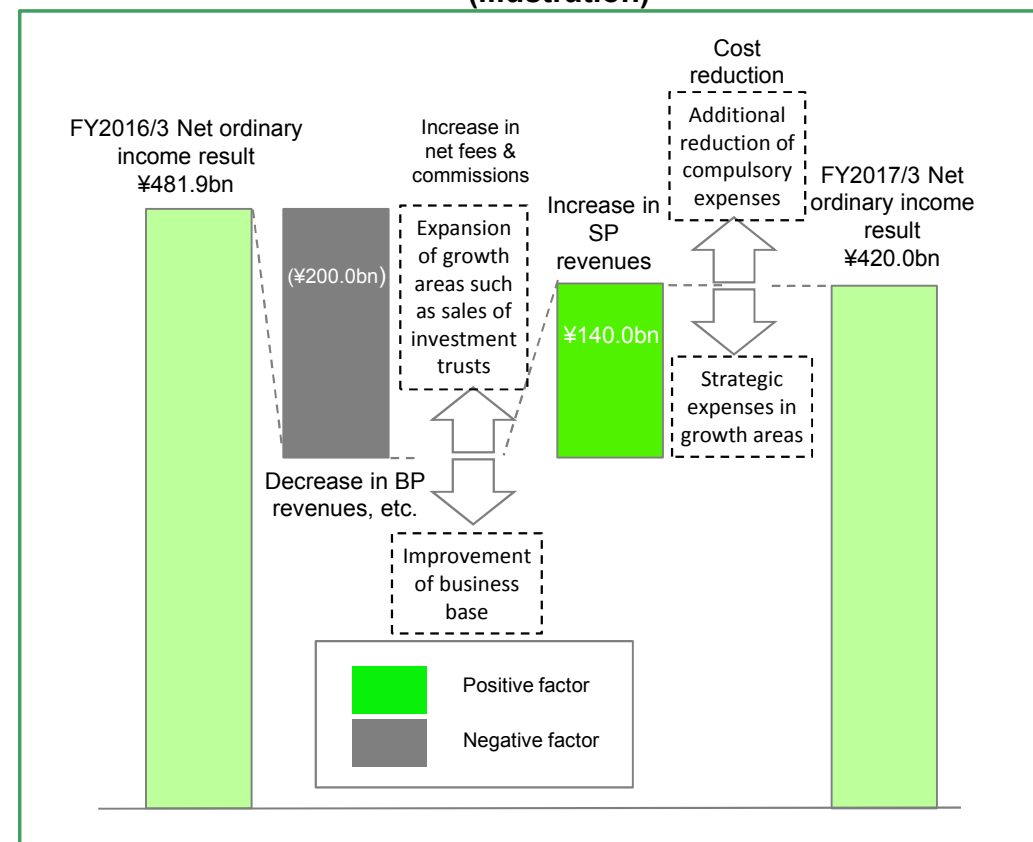 (Illustration)
FY2016/3 Net ordinary
income result
¥481.9bn
(¥200.0bn)
Decrease in BP
revenues, etc.
Increase in
net fees &
commissions
Expansion
of growth
areas such
as sales of
investment
trusts
Improvement
of business
base
Increase in
SP
revenues
¥140.0bn
Cost
reduction
Additional
reduction of
compulsory
expenses
Strategic
expenses in
growth areas
FY2017/3 Net
ordinary income
result
¥420.0bn
Positive factor
Negative factor